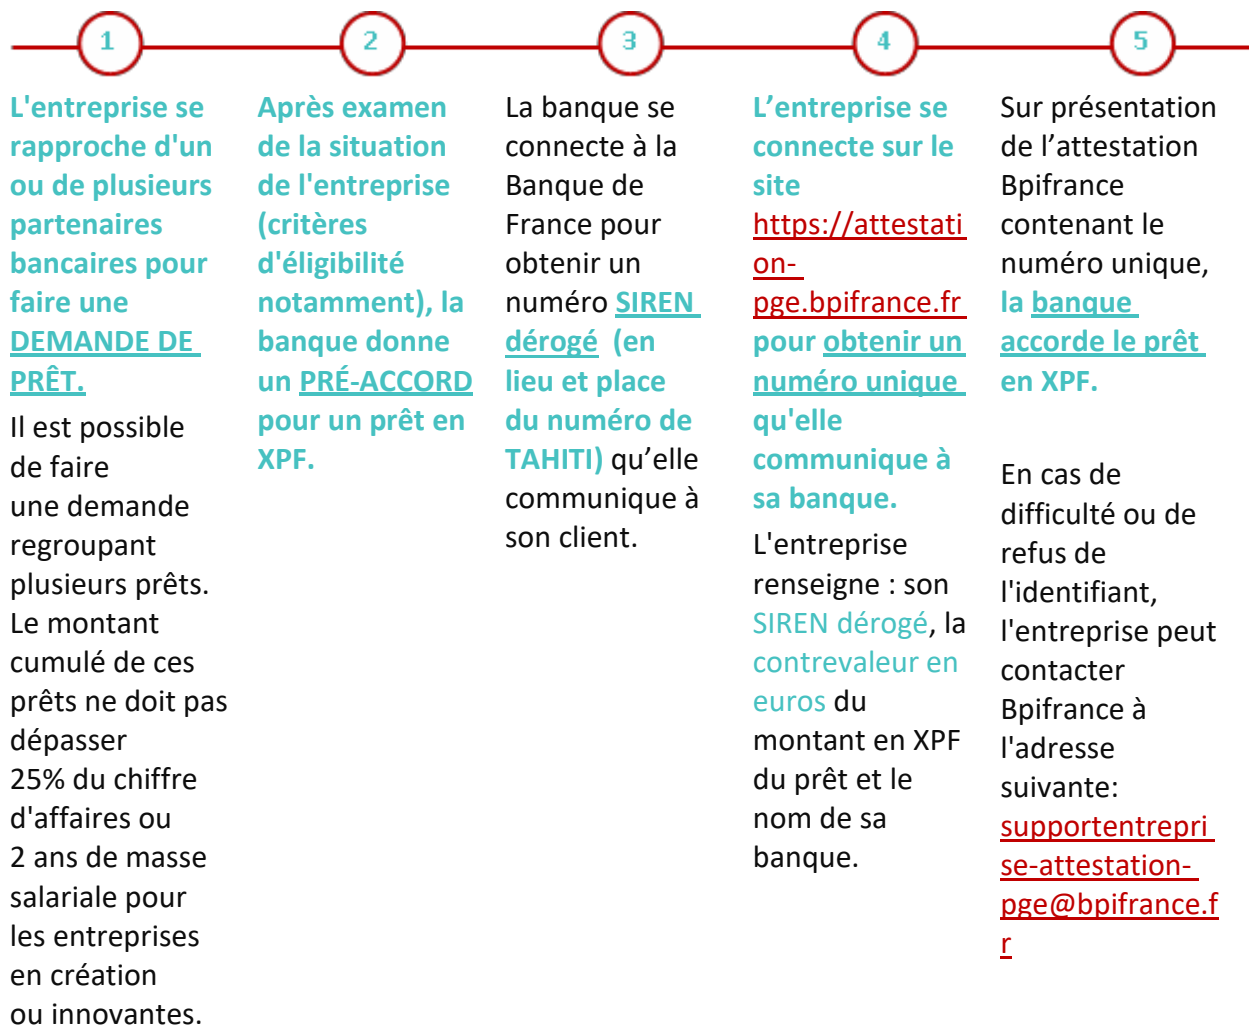 1
L'entreprise se
rapproche d'un
ou de plusieurs
partenaires
bancaires pour
faire une
DEMANDE DE
PRÊT.
Il est possible
de faire
une demande
regroupant
plusieurs prêts.
Le montant
cumulé de ces
prêts ne doit pas
dépasser
25% du chiffre
d'affaires ou
2 ans de masse
salariale pour
les entreprises
en création
ou innovantes.
2
Après examen
de la situation
de l'entreprise
(critères
d'éligibilité
notamment), la
banque donne
un PRÉ-ACCORD
pour un prêt en
XPF.
3
La banque se
connecte à la
Banque de
France pour
obtenir un
numéro SIREN
dérogé (en
lieu et place
du numéro de
TAHITI) qu’elle
communique à
son client.
4
L’entreprise se
connecte sur le
site
https://attestati
on-
pge.bpifrance.fr
pour obtenir un
numéro unique
qu'elle
communique à
sa banque.
L'entreprise
renseigne : son
SIREN dérogé, la
contrevaleur en
euros du
montant en XPF
du prêt et le
nom de sa
banque.
5
Sur présentation
de l’attestation
Bpifrance
contenant le
numéro unique,
la banque
accorde le prêt
en XPF.
En cas de
difficulté ou de
refus de
l'identifiant,
l'entreprise peut
contacter
Bpifrance à
l'adresse
suivante:
supportentrepri
se-attestation-
pge@bpifrance.f
r